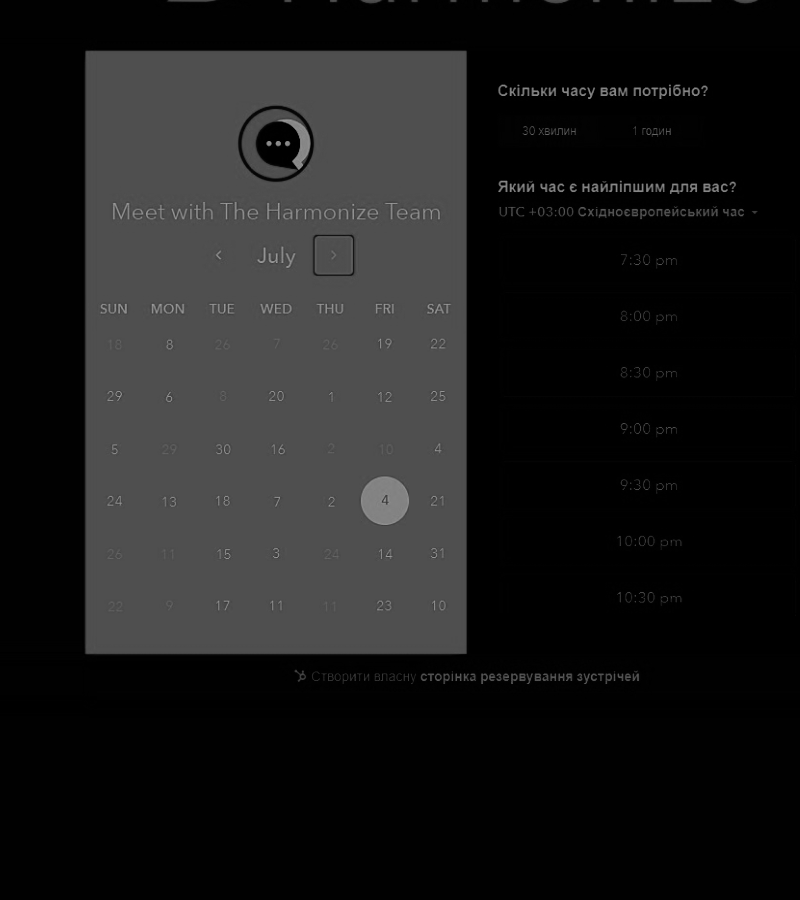 Meet with The Harmonize Team
July
SUN MON TUE WED THU FRI SAT
18 8 26 7 26 19 22
29 6 8 20 1 12 25
5 29 30 16 2 10 4
24 13 18 7 2 4 21
26 11 15 3 24 14 31
22 9 17 11 11 23 10
Скільки часу вам потрібно?
30 хвилин 1 годин
Який час є найліпшим для вас?
UTC +03:00 Східноєвропейський час
7:30 pm
8:00 pm
8:30 pm
9:00 pm
9:30 pm
10:00 pm
10:30 pm
Створити власну сторінка резервування зустрічей